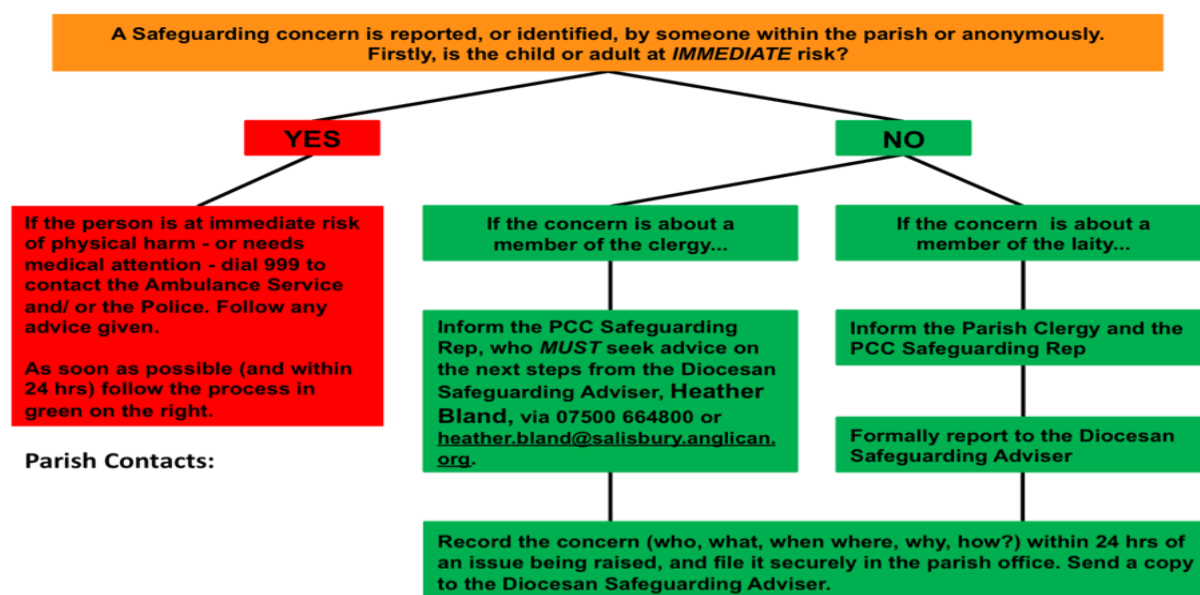 A Safeguarding concern is reported, or identified, by someone within the parish or anonymously.
Firstly, is the child or adult at IMMEDIATE risk?
YES
NO
If the person is at immediate risk
of physical harm - or needs
medical attention - dial 999 to
contact the Ambulance Service
and/ or the Police. Follow any
advice given.
As soon as possible (and within
24 hrs) follow the process in
green on the right.
Parish Contacts:
If the concern is about a
member of the clergy...
Inform the PCC Safeguarding
Rep, who MUST seek advice on
the next steps from the Diocesan
Safeguarding Adviser, Heather
Bland, via 07500 664800 or
heather.bland@salisbury.anglican.
org.
If the concern  is about a
member of the laity...
Inform the Parish Clergy and the
PCC Safeguarding Rep
Formally report to the Diocesan
Safeguarding Adviser
Record the concern (who, what, when where, why, how?) within 24 hrs of
an issue being raised, and file it securely in the parish office. Send a copy
to the Diocesan Safeguarding Adviser.